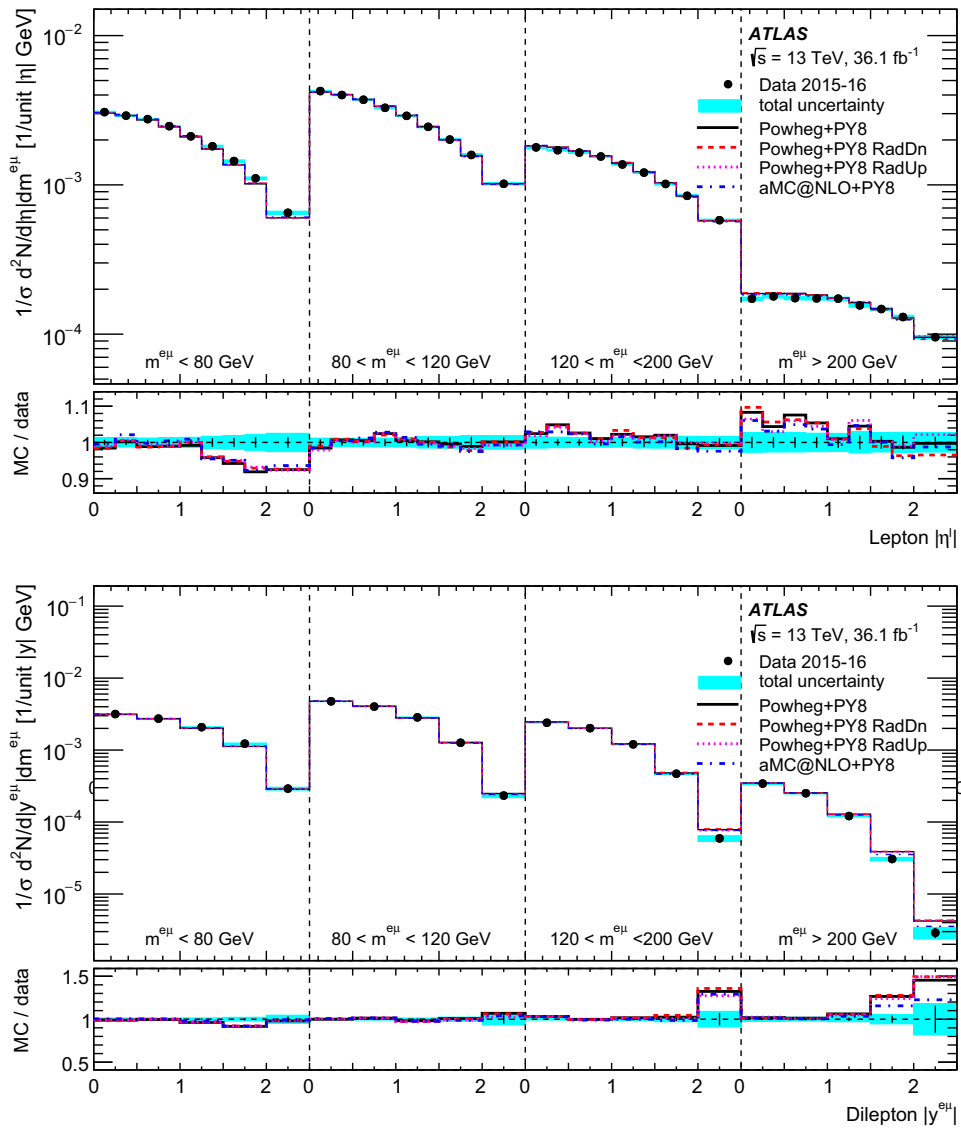 1/σ d²N/d|η|dm^eμ [1/unit |η| GeV]
10⁻²
10⁻³
10⁻⁴
ATLAS
√s = 13 TeV, 36.1 fb⁻¹
Data 2015-16
total uncertainty
Powheg+PY8
Powheg+PY8 RadDn
Powheg+PY8 RadUp
aMC@NLO+PY8
m^eμ < 80 GeV
80 < m^eμ < 120 GeV
120 < m^eμ <200 GeV
m^eμ > 200 GeV
MC / data
1.1
1
0.9
0 1 2 0 1 2 0 1 2 0 1 2
Lepton |η^l|
1/σ d²N/d|y^eμ|dm^eμ [1/unit |y| GeV]
10⁻¹
10⁻²
10⁻³
10⁻⁴
10⁻⁵
ATLAS
√s = 13 TeV, 36.1 fb⁻¹
Data 2015-16
total uncertainty
Powheg+PY8
Powheg+PY8 RadDn
Powheg+PY8 RadUp
aMC@NLO+PY8
m^eμ < 80 GeV
80 < m^eμ < 120 GeV
120 < m^eμ <200 GeV
m^eμ > 200 GeV
MC / data
1.5
1
0.5
0 1 2 0 1 2 0 1 2 0 1 2
Dilepton |y^eμ|